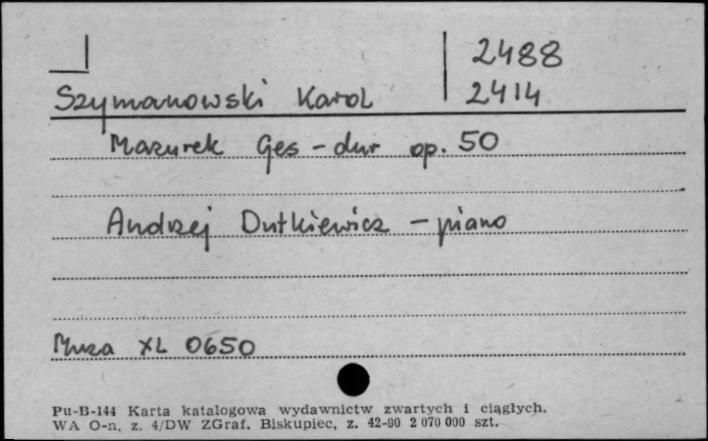 2488
Szymanowski Karol 2414
Mazurek Ges-dur op. 50
Andrzej Dutkiewicz - piano
Muza XL 0650
Pu-B-144 Karta katalogowa wydawnictw zwartych i ciągłych.
WA O-n, z. 4/DW ZGraf. Biskupiec, z. 42-90 2 070 000 szt.